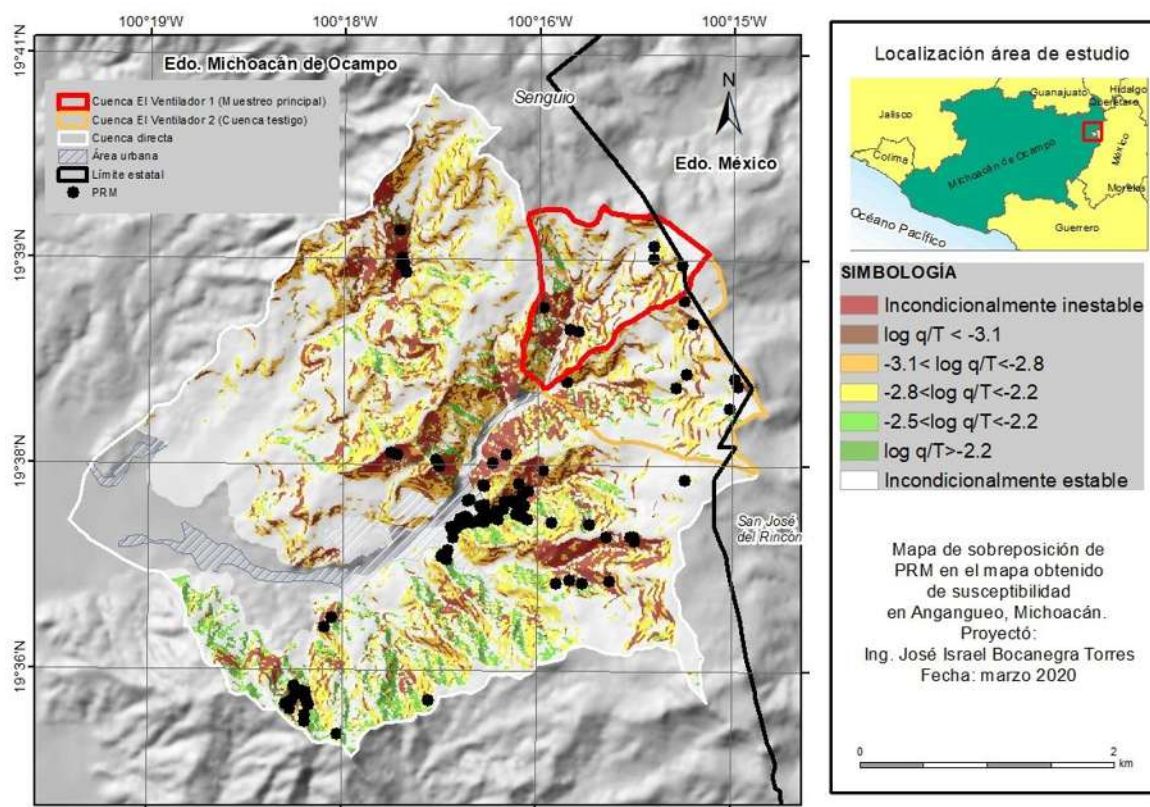 100°19'W
100°18'W
100°16'W
100°15'W
19°41'N
19°39'N
19°38'N
19°36'N
Edo. Michoacán de Ocampo
Cuenca El Ventilador 1 (Muestreo principal)
Cuenca El Ventilador 2 (Cuenca testigo)
Cuenca directa
Área urbana
Límite estatal
PRM
Senguio
N
Edo. México
San José
del Rincón
Localización área de estudio
Guanajuato
Hidalgo
Querétaro
Jalisco
Colima
Michoacán de Ocampo
México
Morelos
Océano Pacífico
Guerrero
SIMBOLOGÍA
Incondicionalmente inestable
log q/T < -3.1
-3.1< log q/T<-2.8
-2.8<log q/T<-2.2
-2.5<log q/T<-2.2
log q/T>-2.2
Incondicionalmente estable
Mapa de sobreposición de
PRM en el mapa obtenido
de susceptibilidad
en Angangueo, Michoacán.
Proyectó:
Ing. José Israel Bocanegra Torres
Fecha: marzo 2020
0 2
km